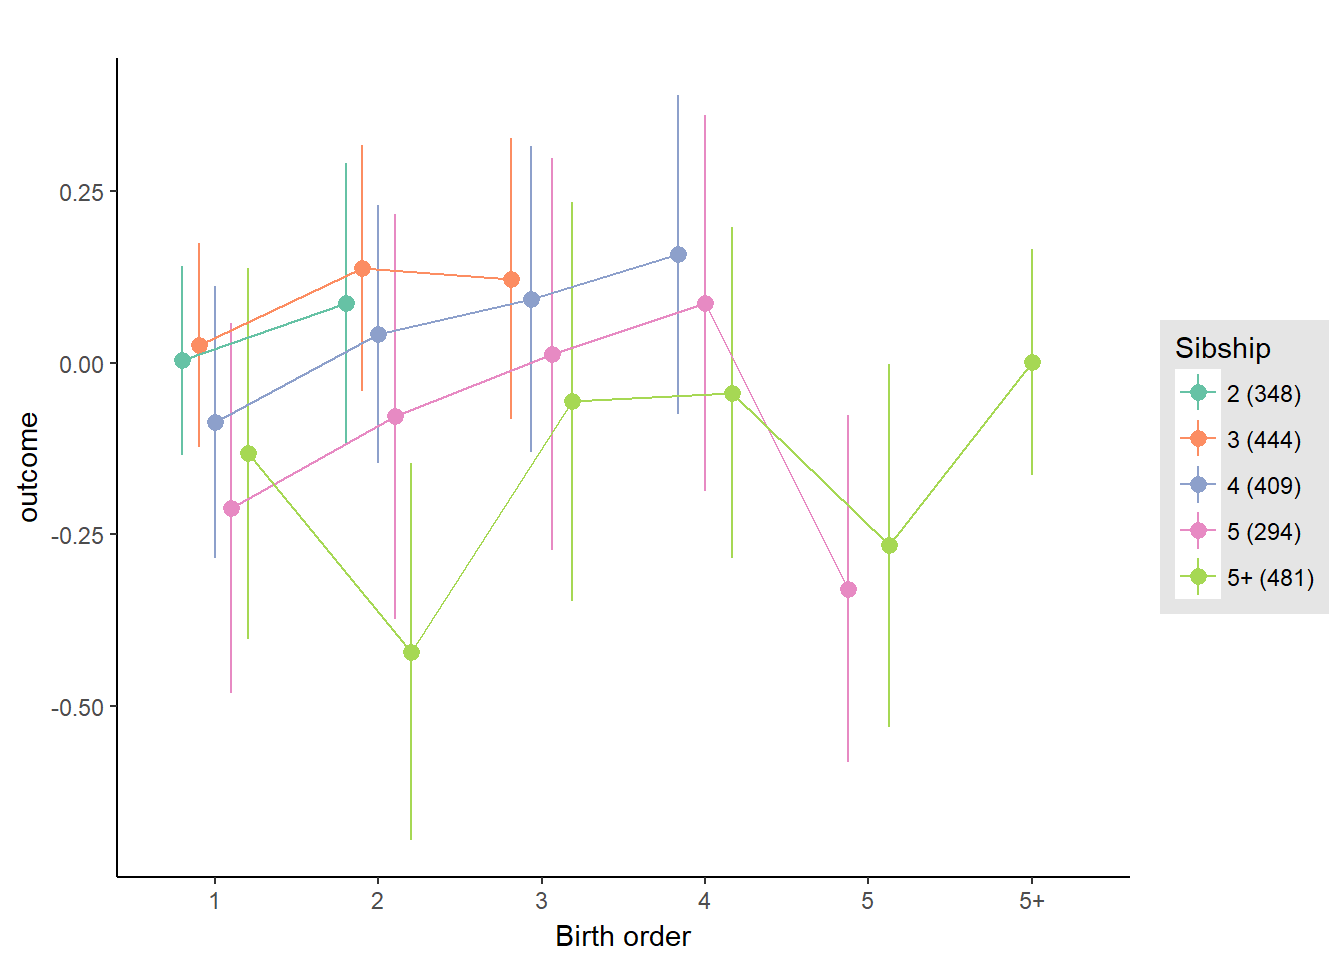 outcome
0.25
0.00
-0.25
-0.50
1 2 3 4 5 5+
Birth order
Sibship
2 (348)
3 (444)
4 (409)
5 (294)
5+ (481)